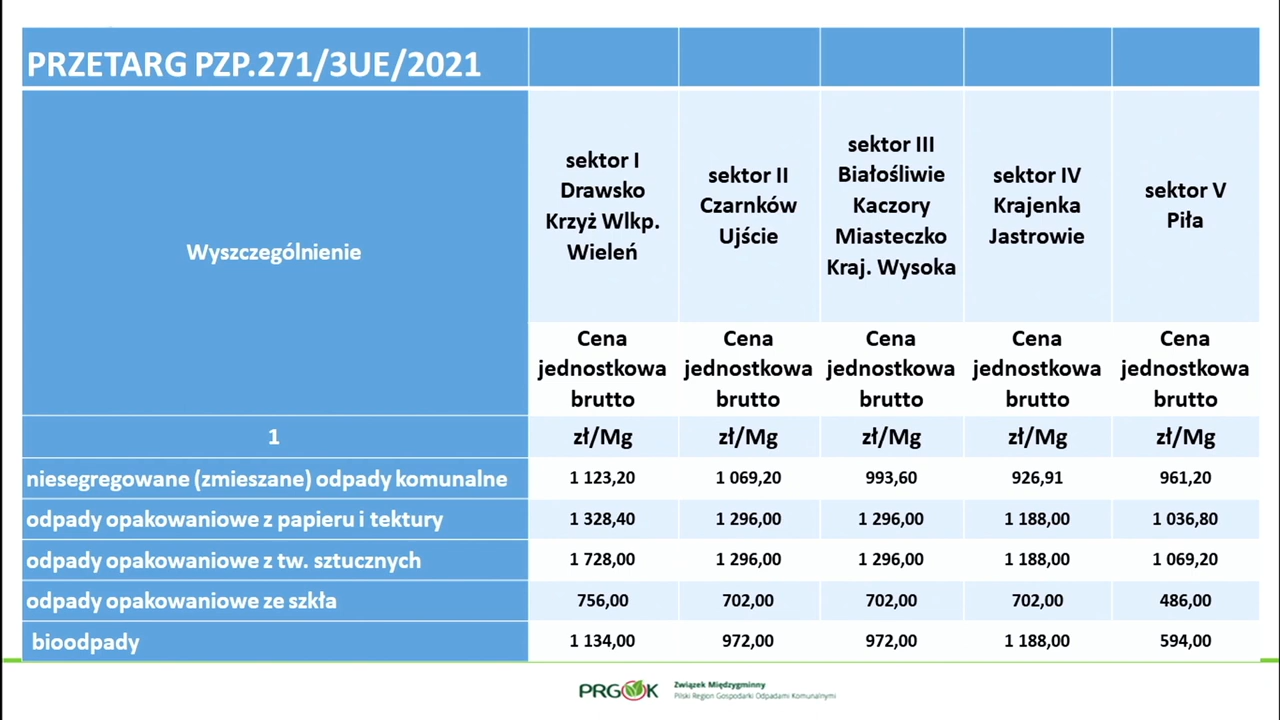 PRZETARG PZP.271/3UE/2021
Wyszczególnienie
sektor I
Drawsko
Krzyż Wlkp.
Wieleń
sektor II
Czarnków
Ujście
sektor III
Białośliwie
Kaczory
Miasteczko
Kraj. Wysoka
sektor IV
Krajenka
Jastrowie
sektor V
Piła
Cena
jednostkowa
brutto
Cena
jednostkowa
brutto
Cena
jednostkowa
brutto
Cena
jednostkowa
brutto
Cena
jednostkowa
brutto
1 zł/Mg zł/Mg zł/Mg zł/Mg zł/Mg
niesegregowane (zmieszane) odpady komunalne 1 123,20 1 069,20 993,60 926,91 961,20
odpady opakowaniowe z papieru i tektury 1 328,40 1 296,00 1 296,00 1 188,00 1 036,80
odpady opakowaniowe z tw. sztucznych 1 728,00 1 296,00 1 296,00 1 188,00 1 069,20
odpady opakowaniowe ze szkła 756,00 702,00 702,00 702,00 486,00
bioodpady 1 134,00 972,00 972,00 1 188,00 594,00
PRGOK
Związek Międzygminny
Pilski Region Gospodarki Odpadami Komunalnymi